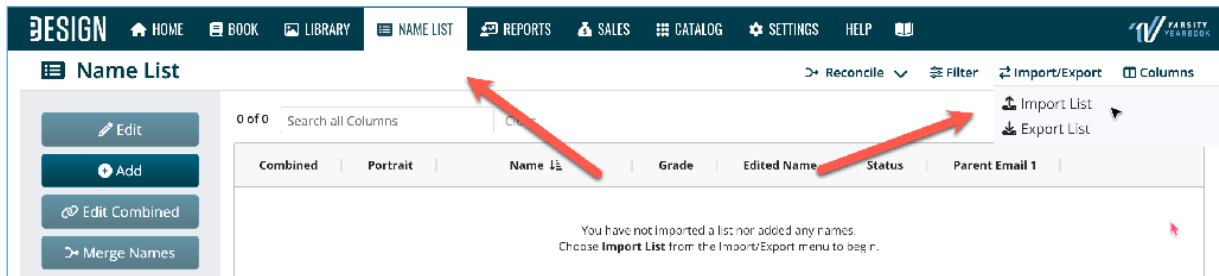 DESIGN HOME BOOK LIBRARY NAME LIST REPORTS SALES CATALOG SETTINGS HELP VARSITY YEARBOOK
Name List Reconcile Filter Import/Export Columns
Import List
Export List
0 of 0 Search all Columns
Edit
Add
Edit Combined
Merge Names
Combined Portrait Name Grade Edited Name Status Parent Email 1
You have not imported a list nor added any names.
Choose Import List from the Import/Export menu to begin.